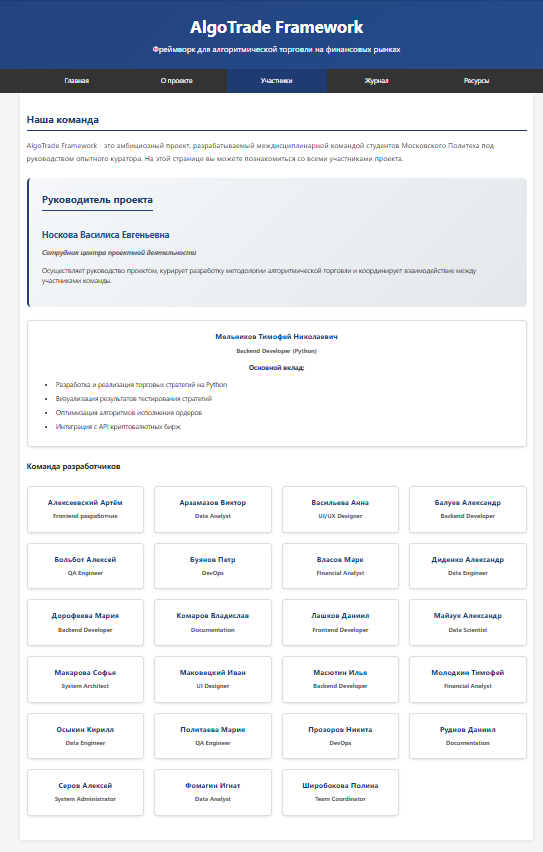 AlgoTrade Framework
Фреймворк для алгоритмической торговли на финансовых рынках
Главная О проекте Участники Журнал Ресурсы
Наша команда
AlgoTrade Framework - это амбициозный проект, разрабатываемый междисциплинарной командой студентов Московского Политеха под
руководством опытного куратора. На этой странице вы можете познакомиться со всеми участниками проекта.
Руководитель проекта
Носкова Василиса Евгеньевна
Сотрудник центра проектной деятельности
Осуществляет руководство проектом, курирует разработку методологии алгоритмической торговли и координирует взаимодействие между
участниками команды.
Мельников Тимофей Николаевич
Backend Developer (Python)
Основной вклад:
Разработка и реализация торговых стратегий на Python
Визуализация результатов тестирования стратегий
Оптимизация алгоритмов исполнения ордеров
Интеграция с API криптовалютных бирж
Команда разработчиков
Алексеевский Артём Арзамазов Виктор Васильева Анна Балуев Александр
Frontend разработчик Data Analyst UI/UX Designer Backend Developer
Больбот Алексей Буянов Петр Власов Марк Диденко Александр
QA Engineer DevOps Financial Analyst Data Engineer
Дорофеева Мария Комаров Владислав Лашков Даниил Майзук Александр
Backend Developer Documentation Frontend Developer Data Scientist
Макарова Софья Маковецкий Иван Масютин Илья Молодкин Тимофей
System Architect UI Designer Backend Developer Financial Analyst
Осыкин Кирилл Политаева Мария Прозоров Никита Руднов Даниил
Data Engineer QA Engineer DevOps Documentation
Серов Алексей Фомагин Игнат Широбокова Полина
System Administrator Data Analyst Team Coordinator